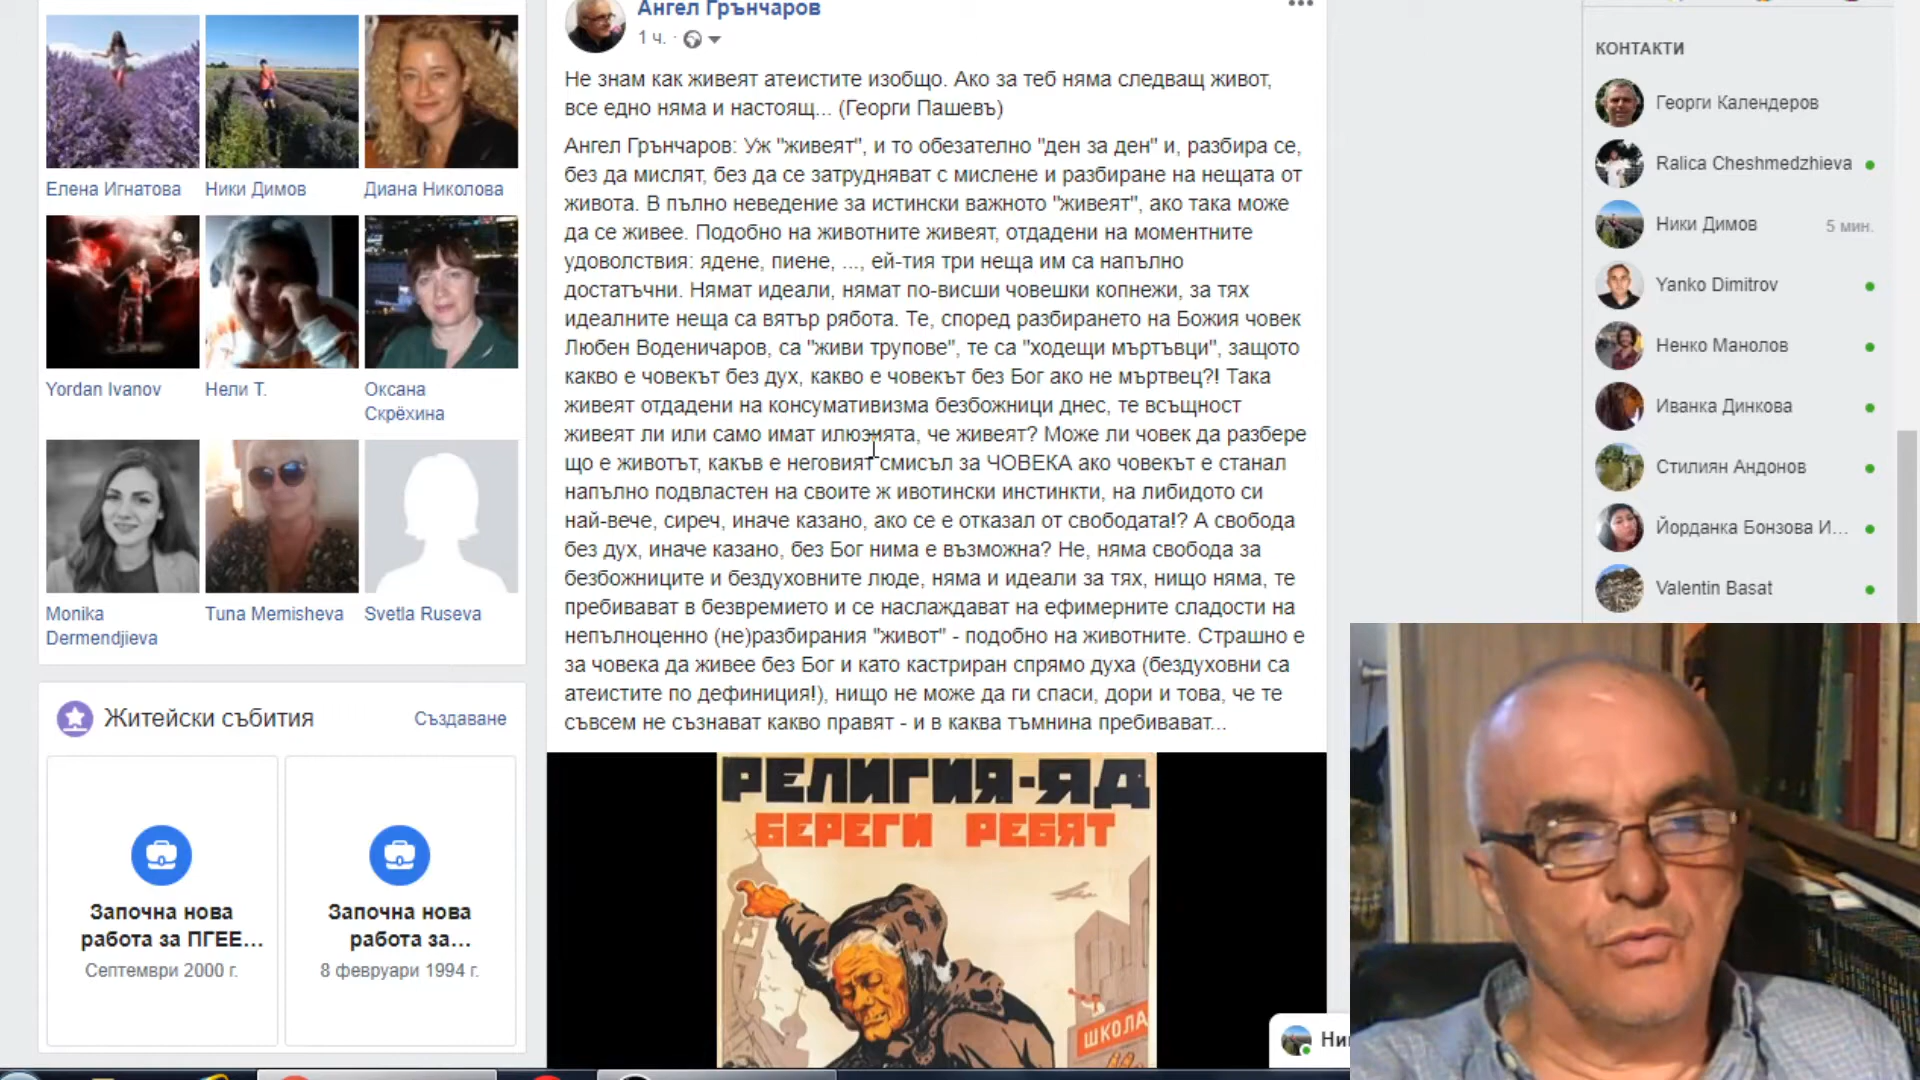 Елена Игнатова
Ники Димов
Диана Николова
Yordan Ivanov
Нели Т.
Оксана
Скрёхина
Monika
Dermendjieva
Tuna Memisheva
Svetla Ruseva
Житейски събития
Създаване
Започна нова
работа за ПГЕЕ...
Септември 2000 г.
Започна нова
работа за...
8 февруари 1994 г.
Ангел Грънчаров
1 ч. ·
Не знам как живеят атеистите изобщо. Ако за теб няма следващ живот,
все едно няма и настоящ... (Георги Пашевъ)
Ангел Грънчаров: Уж "живеят", и то обезателно "ден за ден" и, разбира се,
без да мислят, без да се затрудняват с мислене и разбиране на нещата от
живота. В пълно неведение за истински важното "живеят", ако така може
да се живее. Подобно на животните живеят, отдадени на моментните
удоволствия: ядене, пиене, ..., ей-тия три неща им са напълно
достатъчни. Нямат идеали, нямат по-висши човешки копнежи, за тях
идеалните неща са вятър рябота. Те, според разбирането на Божия човек
Любен Воденичаров, са "живи трупове", те са "ходещи мъртъвци", защото
какво е човекът без дух, какво е човекът без Бог ако не мъртвец?! Така
живеят отдадени на консумативизма безбожници днес, те всъщност
живеят ли или само имат илюзията, че живеят? Може ли човек да разбере
що е животът, какъв е неговият смисъл за ЧОВЕКА ако човекът е станал
напълно подвластен на своите ж ивотински инстинкти, на либидото си
най-вече, сиреч, иначе казано, ако се е отказал от свободата!? А свобода
без дух, иначе казано, без Бог нима е възможна? Не, няма свобода за
безбожниците и бездуховните люде, няма и идеали за тях, нищо няма, те
пребивават в безвремието и се наслаждават на ефимерните сладости на
непълноценно (не)разбирания "живот" - подобно на животните. Страшно е
за човека да живее без Бог и като кастриран спрямо духа (бездуховни са
атеистите по дефиниция!), нищо не може да ги спаси, дори и това, че те
съвсем не съзнават какво правят - и в каква тъмнина пребивават...
РЕЛИГИЯ-ЯД
БЕРЕГИ РЕБЯТ
ШКОЛА
КОНТАКТИ
Георги Календеров
Ralica Cheshmedzhieva
Ники Димов
5 мин.
Yanko Dimitrov
Ненко Манолов
Иванка Динкова
Стилиян Андонов
Йорданка Бонзова И...
Valentin Basat